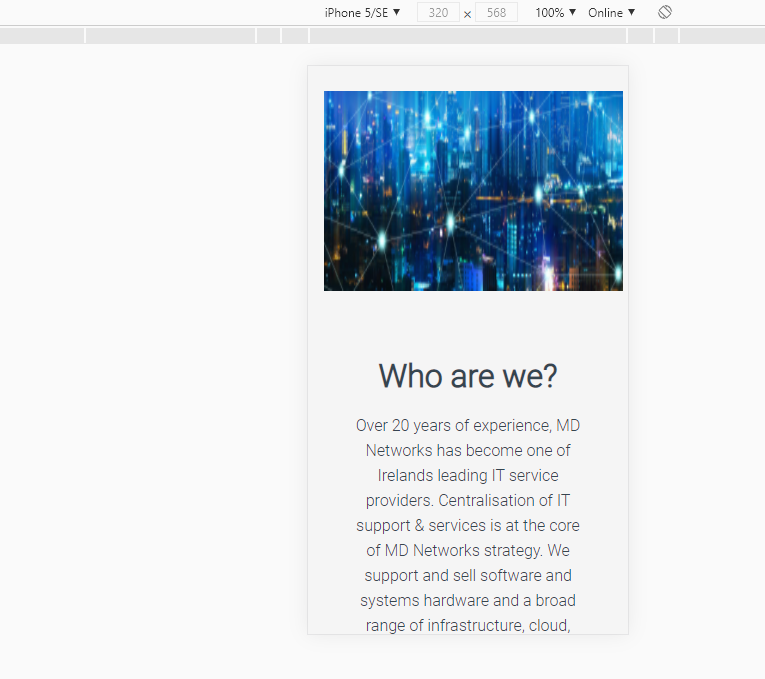 iPhone 5/SE ▼ 320 × 568 100% ▼ Online ▼
Who are we?
Over 20 years of experience, MD
Networks has become one of
Irelands leading IT service
providers. Centralisation of IT
support & services is at the core
of MD Networks strategy. We
support and sell software and
systems hardware and a broad
range of infrastructure, cloud,